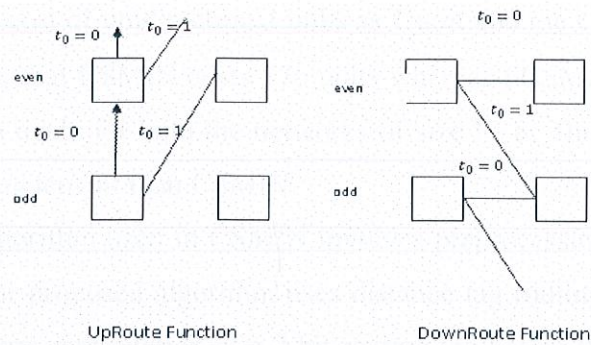 t₀ = 0
t₀ = 1
even
t₀ = 0
t₀ = 1
odd
UpRoute Function
t₀ = 0
even
t₀ = 1
t₀ = 0
odd
DownRoute Function